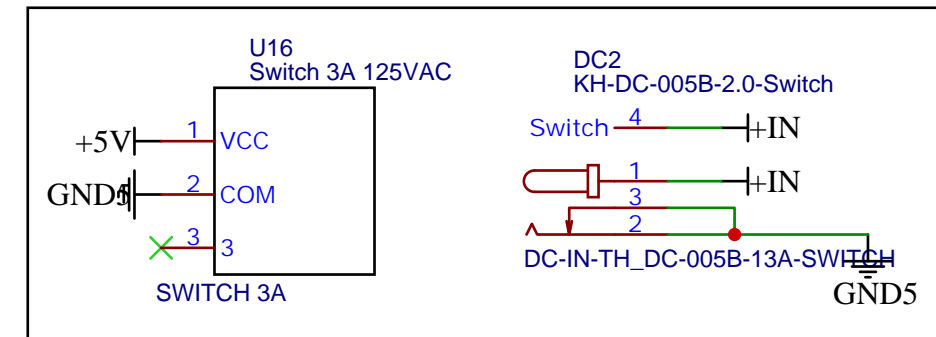 U16
Switch 3A 125VAC
+5V 1 VCC
GND5 2 COM
3 3
SWITCH 3A
DC2
KH-DC-005B-2.0-Switch
Switch 4 +IN
1 +IN
3
2
DC-IN-TH_DC-005B-13A-SWITCH
GND5